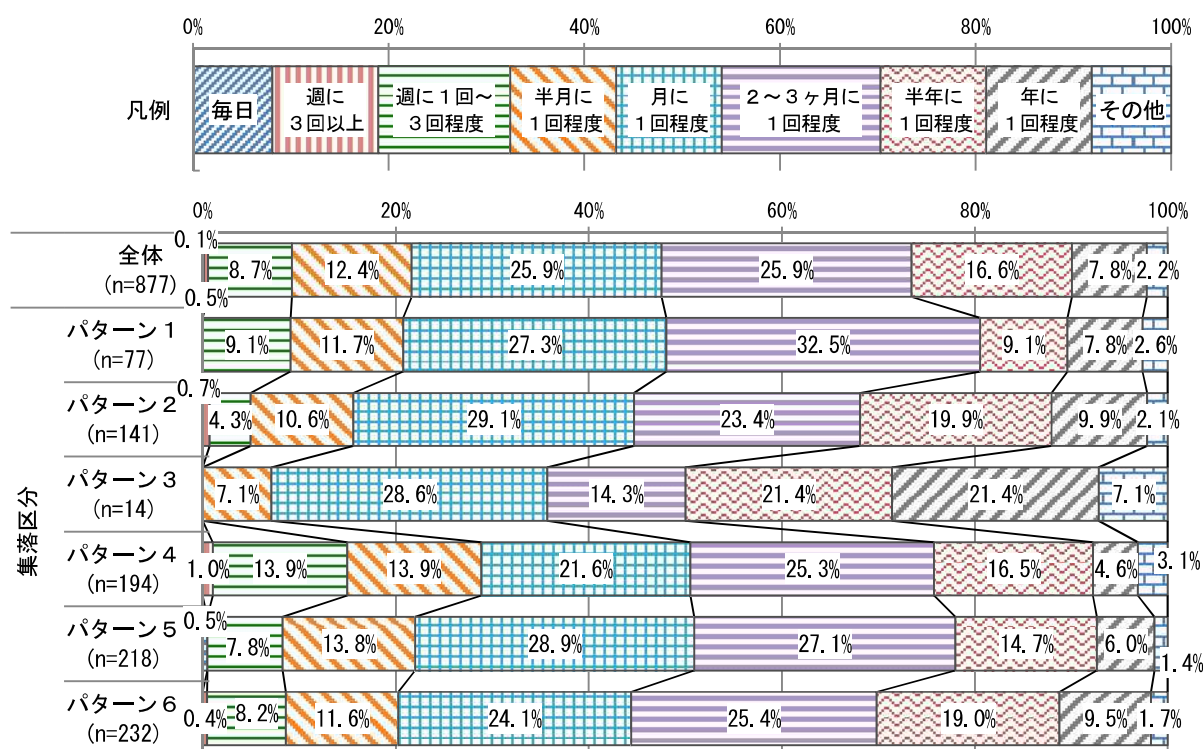 0% 20% 40% 60% 80% 100%
凡例
毎日
週に
3回以上
週に1回～
3回程度
半月に
1回程度
月に
1回程度
2～3ヶ月に
1回程度
半年に
1回程度
年に
1回程度
その他
0% 20% 40% 60% 80% 100%
集落区分
全体
(n=877)
0.1% 0.5% 8.7% 12.4% 25.9% 25.9% 16.6% 7.8% 2.2%
パターン1
(n=77)
9.1% 11.7% 27.3% 32.5% 9.1% 7.8% 2.6%
パターン2
(n=141)
0.7% 4.3% 10.6% 29.1% 23.4% 19.9% 9.9% 2.1%
パターン3
(n=14)
7.1% 28.6% 14.3% 21.4% 21.4% 7.1%
パターン4
(n=194)
1.0% 13.9% 13.9% 21.6% 25.3% 16.5% 4.6% 3.1%
パターン5
(n=218)
0.5% 7.8% 13.8% 28.9% 27.1% 14.7% 6.0% 1.4%
パターン6
(n=232)
0.4% 8.2% 11.6% 24.1% 25.4% 19.0% 9.5% 1.7%